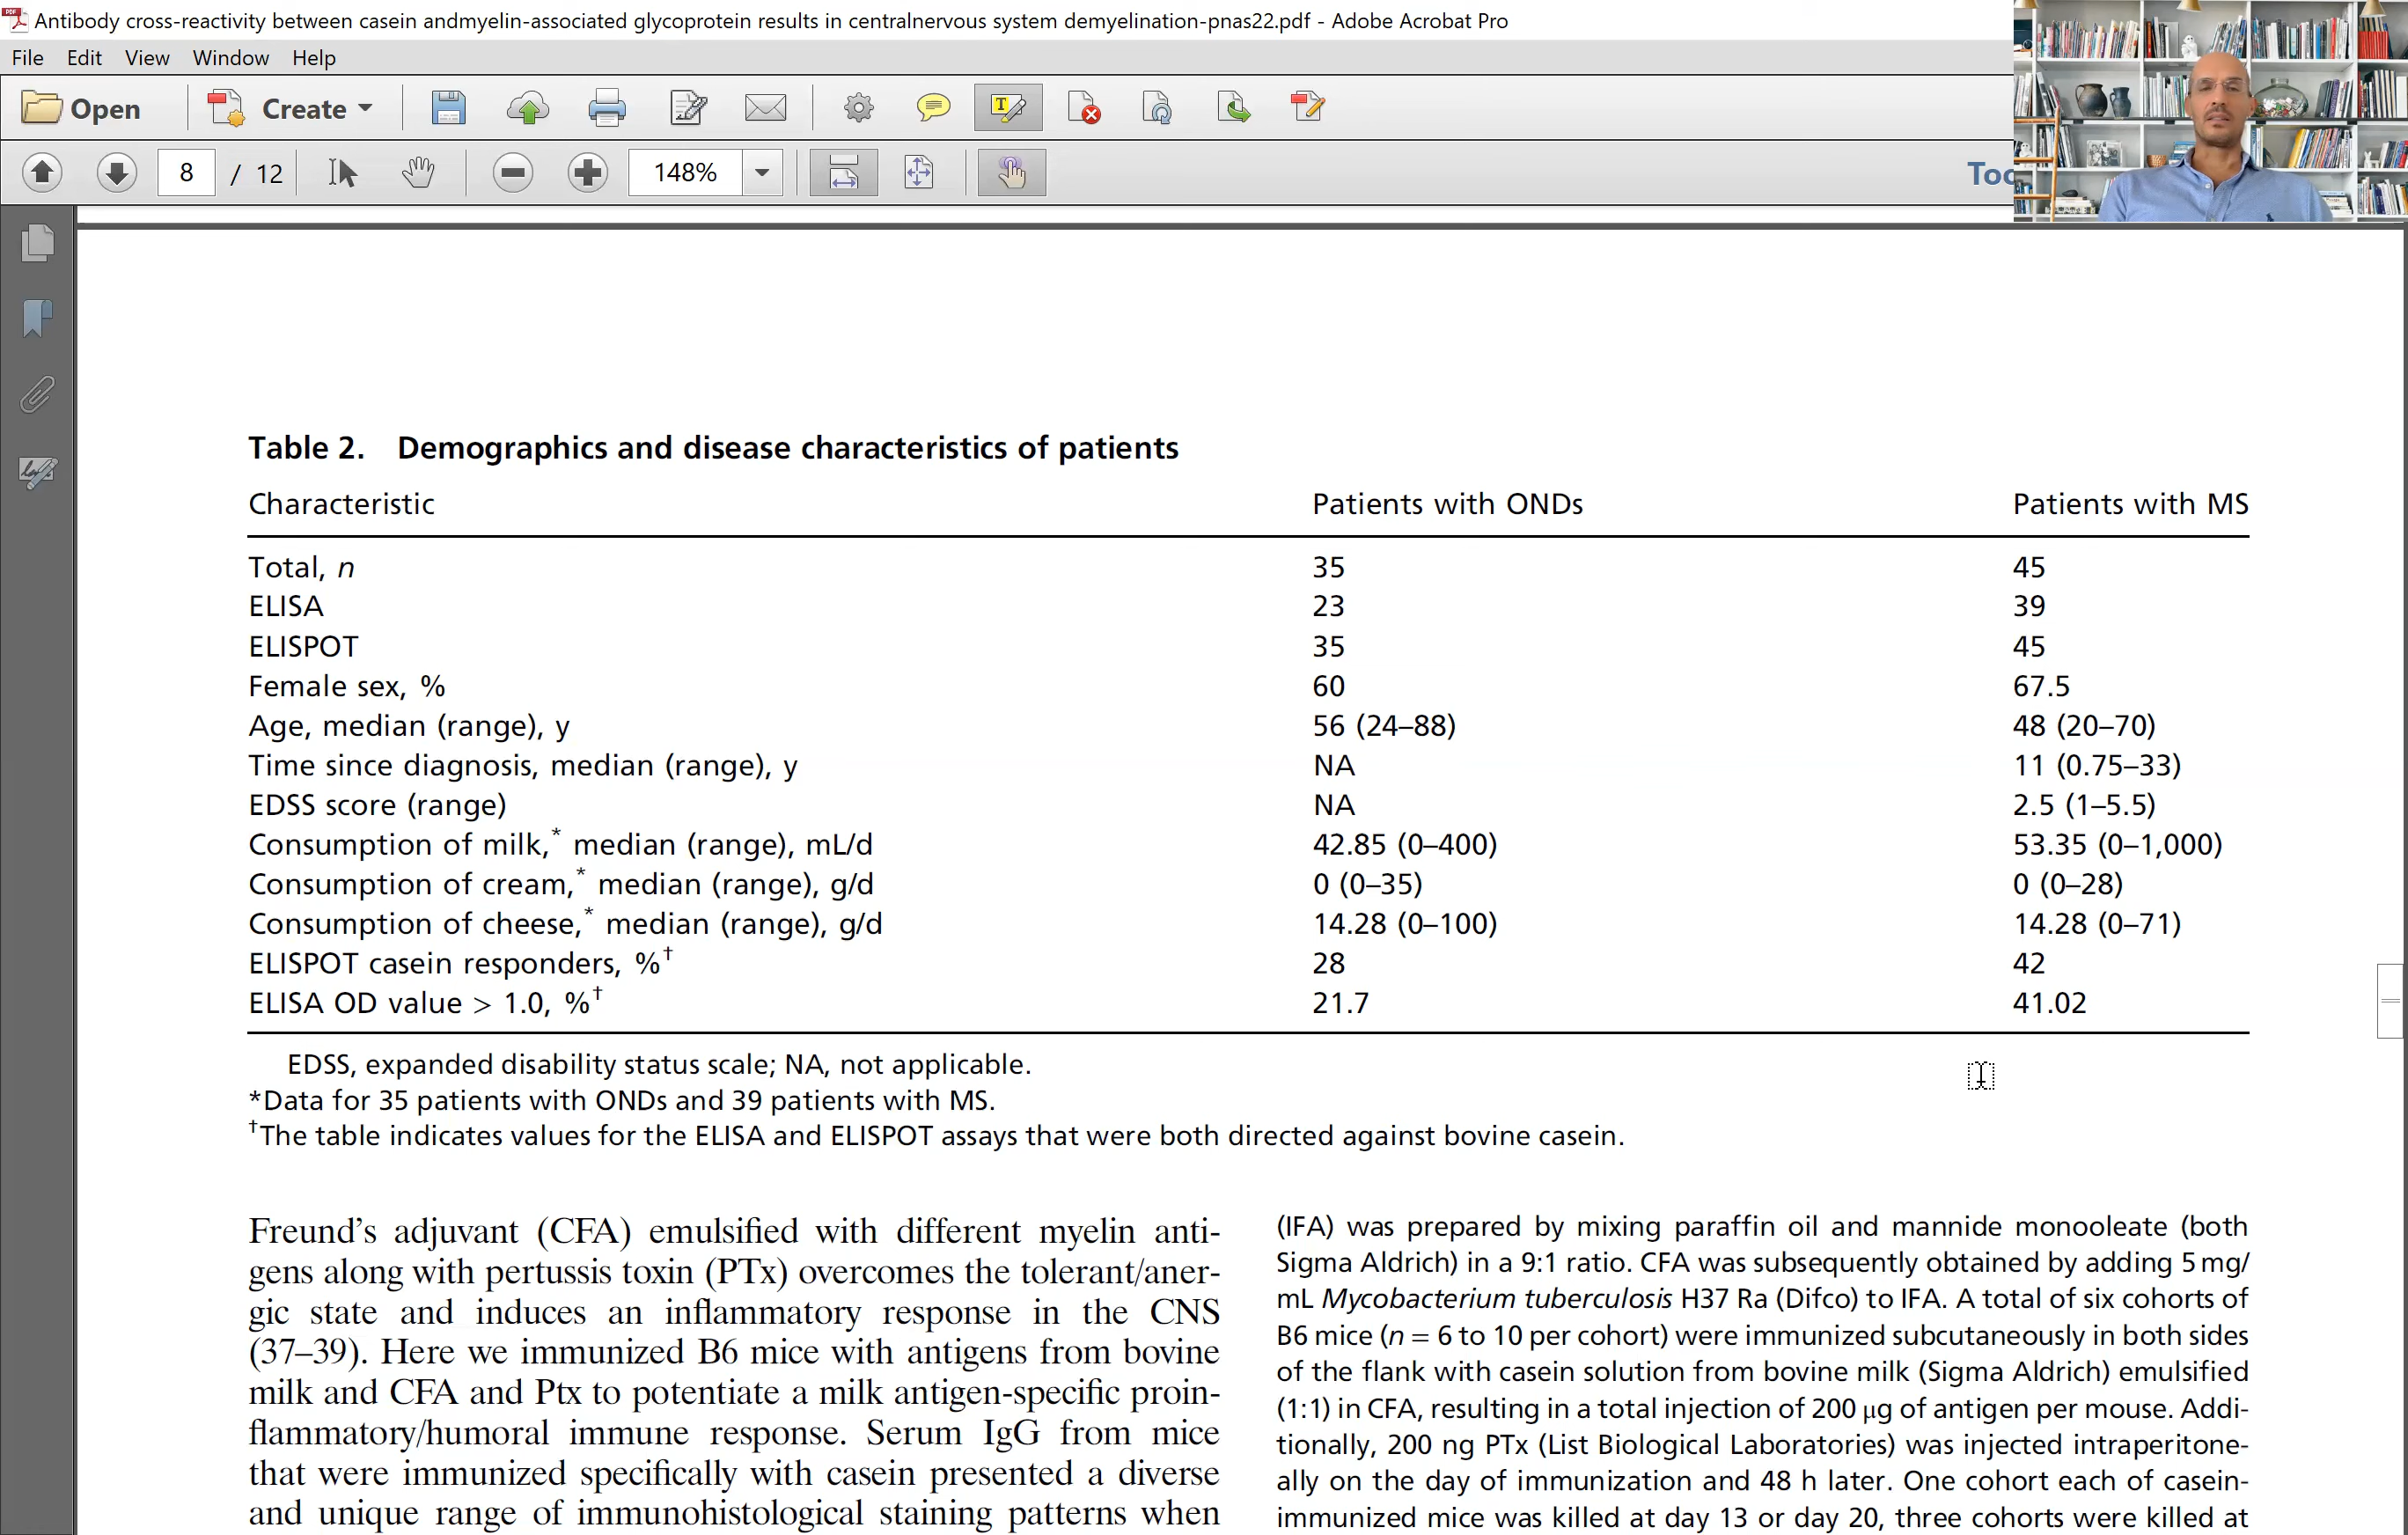 Antibody cross-reactivity between casein andmyelin-associated glycoprotein results in centralnervous system demyelination-pnas22.pdf - Adobe Acrobat Pro
File Edit View Window Help
Open Create
8 / 12 148%
Table 2. Demographics and disease characteristics of patients
Characteristic Patients with ONDs Patients with MS
Total, n 35 45
ELISA 23 39
ELISPOT 35 45
Female sex, % 60 67.5
Age, median (range), y 56 (24–88) 48 (20–70)
Time since diagnosis, median (range), y NA 11 (0.75–33)
EDSS score (range) NA 2.5 (1–5.5)
Consumption of milk,* median (range), mL/d 42.85 (0–400) 53.35 (0–1,000)
Consumption of cream,* median (range), g/d 0 (0–35) 0 (0–28)
Consumption of cheese,* median (range), g/d 14.28 (0–100) 14.28 (0–71)
ELISPOT casein responders, %† 28 42
ELISA OD value > 1.0, %† 21.7 41.02
EDSS, expanded disability status scale; NA, not applicable.
*Data for 35 patients with ONDs and 39 patients with MS.
†The table indicates values for the ELISA and ELISPOT assays that were both directed against bovine casein.
Freund's adjuvant (CFA) emulsified with different myelin anti-
gens along with pertussis toxin (PTx) overcomes the tolerant/aner-
gic state and induces an inflammatory response in the CNS
(37–39). Here we immunized B6 mice with antigens from bovine
milk and CFA and Ptx to potentiate a milk antigen-specific proin-
flammatory/humoral immune response. Serum IgG from mice
that were immunized specifically with casein presented a diverse
and unique range of immunohistological staining patterns when
(IFA) was prepared by mixing paraffin oil and mannide monooleate (both
Sigma Aldrich) in a 9:1 ratio. CFA was subsequently obtained by adding 5 mg/
mL Mycobacterium tuberculosis H37 Ra (Difco) to IFA. A total of six cohorts of
B6 mice (n = 6 to 10 per cohort) were immunized subcutaneously in both sides
of the flank with casein solution from bovine milk (Sigma Aldrich) emulsified
(1:1) in CFA, resulting in a total injection of 200 μg of antigen per mouse. Addi-
tionally, 200 ng PTx (List Biological Laboratories) was injected intraperitone-
ally on the day of immunization and 48 h later. One cohort each of casein-
immunized mice was killed at day 13 or day 20, three cohorts were killed at